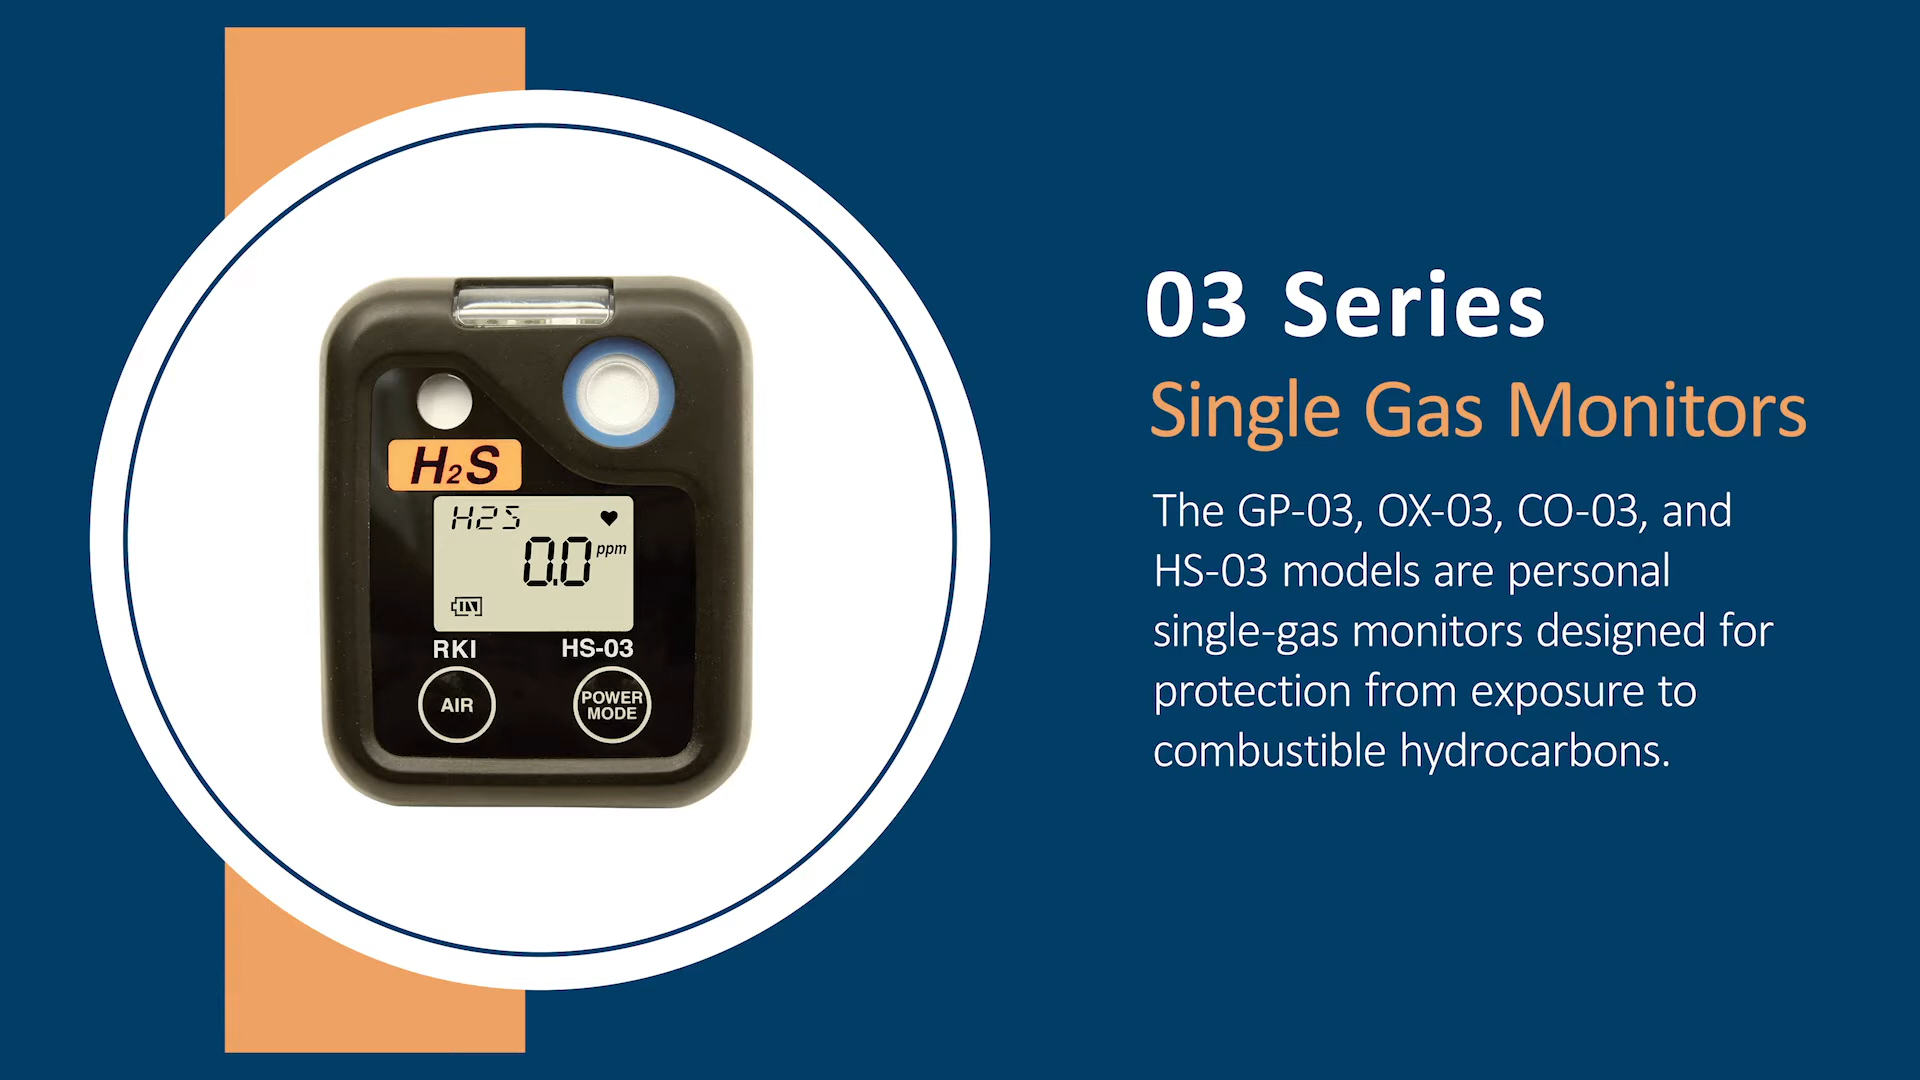 H2S
H2S
0.0 ppm
RKI HS-03
AIR
POWER
MODE
03 Series
Single Gas Monitors
The GP-03, OX-03, CO-03, and
HS-03 models are personal
single-gas monitors designed for
protection from exposure to
combustible hydrocarbons.